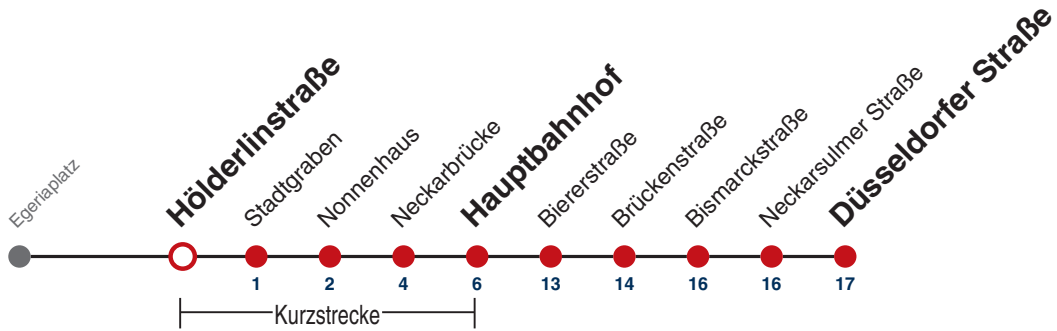 Egeriaplatz
Hölderlinstraße
Stadtgraben
Nonnenhaus
Neckarbrücke
Hauptbahnhof
Biererstraße
Brückenstraße
Bismarckstraße
Neckarsulmer Straße
Düsseldorfer Straße
1 2 4 6 13 14 16 16 17
Kurzstrecke